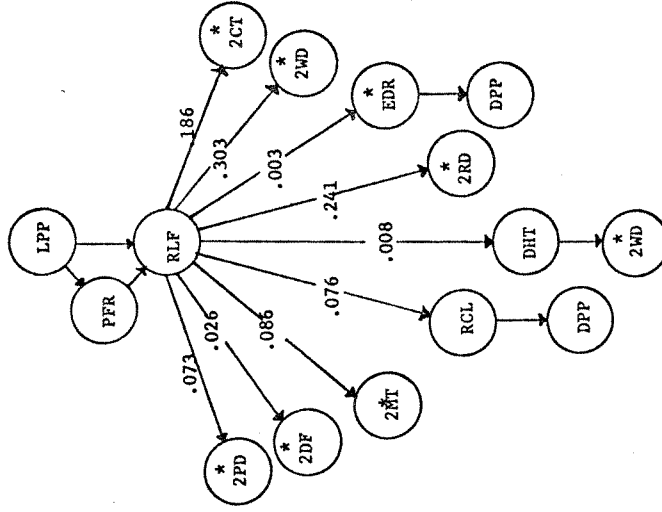 LPP
PFR
RLF
.073
.026
.086
.076
.008
.241
.003
.303
.186
*
2PD
*
2DF
*
2MT
RCL
DPP
DHT
*
2WD
*
2RD
*
EDR
DPP
*
2WD
*
2CT